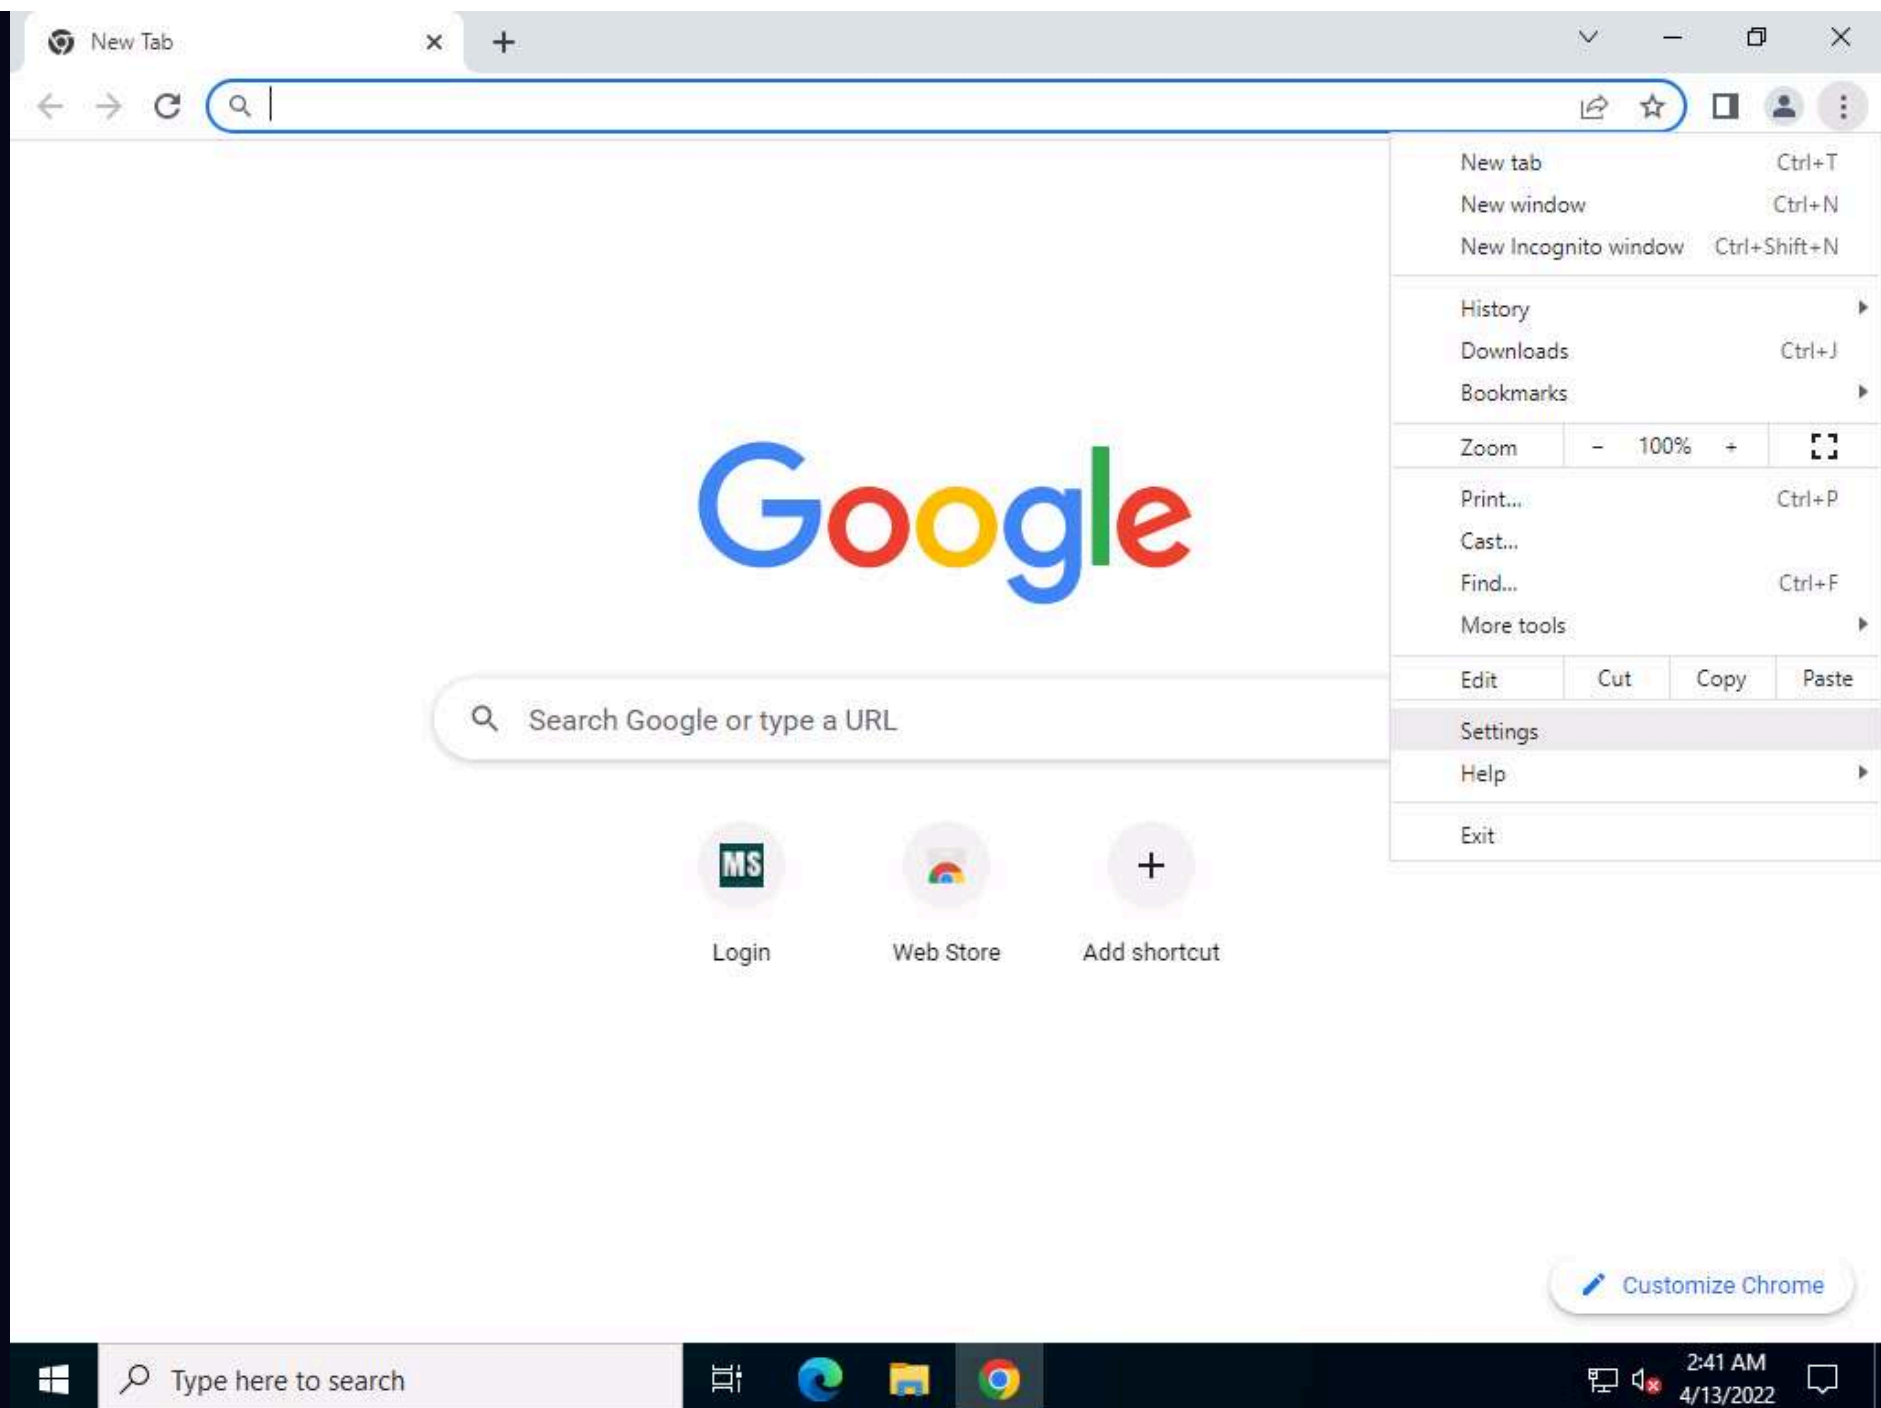 New Tab
New tab Ctrl+T
New window Ctrl+N
New Incognito window Ctrl+Shift+N
History
Downloads Ctrl+J
Bookmarks
Zoom - 100% +
Print... Ctrl+P
Cast...
Find... Ctrl+F
More tools
Edit Cut Copy Paste
Settings
Help
Exit
Google
Search Google or type a URL
MS
Login Web Store Add shortcut
Customize Chrome
Type here to search
2:41 AM
4/13/2022